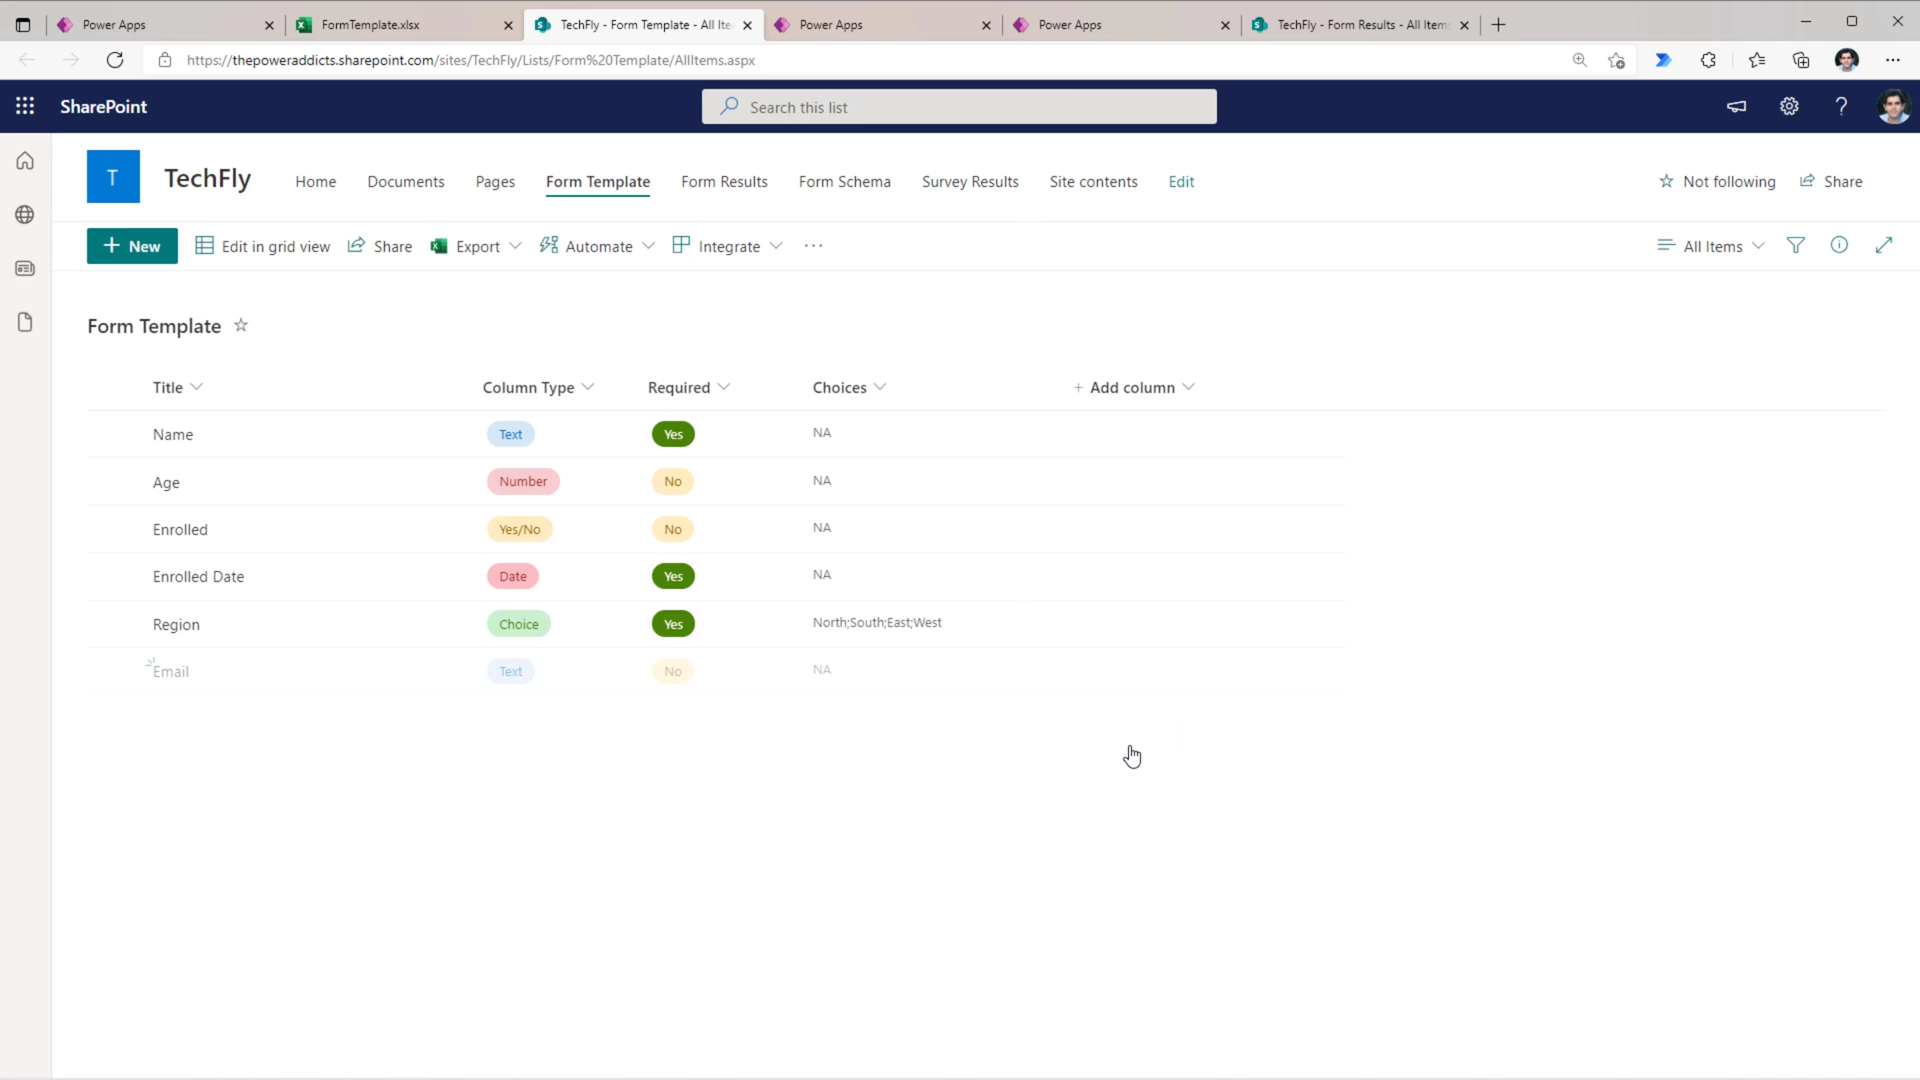 Power Apps
FormTemplate.xlsx
TechFly - Form Template - All Ite
Power Apps
Power Apps
TechFly - Form Results - All Items
https://thepoweraddicts.sharepoint.com/sites/TechFly/Lists/Form%20Template/AllItems.aspx
SharePoint
Search this list
T
TechFly
Home
Documents
Pages
Form Template
Form Results
Form Schema
Survey Results
Site contents
Edit
Not following
Share
New
Edit in grid view
Share
Export
Automate
Integrate
All Items
Form Template
Title
Column Type
Required
Choices
Add column
Name
Text
Yes
NA
Age
Number
No
NA
Enrolled
Yes/No
No
NA
Enrolled Date
Date
Yes
NA
Region
Choice
Yes
North;South;East;West
Email
Text
No
NA